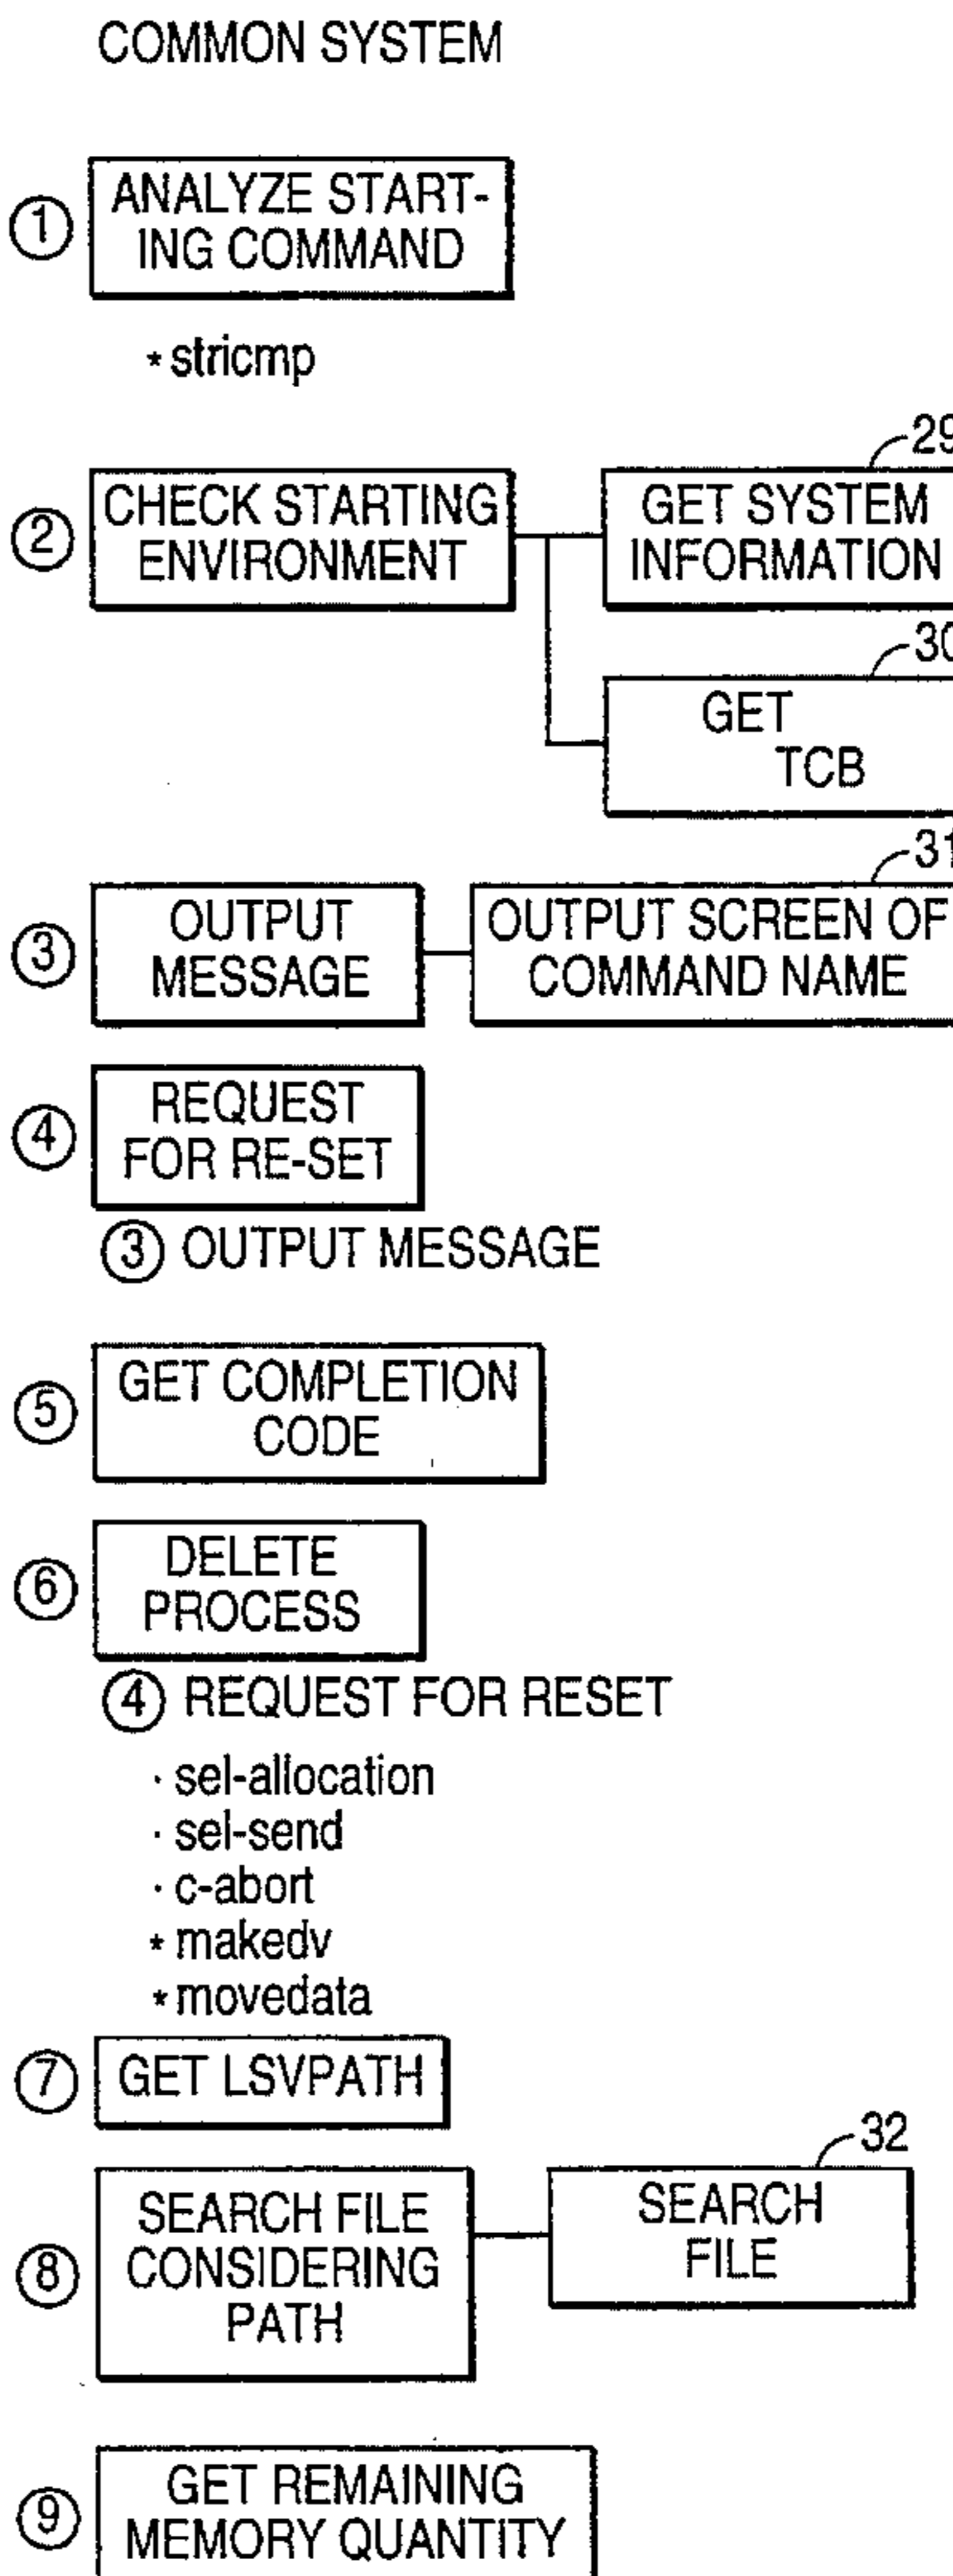 COMMON SYSTEM
① ANALYZE START-
ING COMMAND
* stricmp
29
② CHECK STARTING
ENVIRONMENT
GET SYSTEM
INFORMATION
30
GET
TCB
31
③ OUTPUT
MESSAGE
OUTPUT SCREEN OF
COMMAND NAME
④ REQUEST
FOR RE-SET
③ OUTPUT MESSAGE
⑤ GET COMPLETION
CODE
⑥ DELETE
PROCESS
④ REQUEST FOR RESET
· sel-allocation
· sel-send
· c-abort
* makedv
* movedata
⑦ GET LSVPATH
32
⑧ SEARCH FILE
CONSIDERING
PATH
SEARCH
FILE
⑨ GET REMAINING
MEMORY QUANTITY